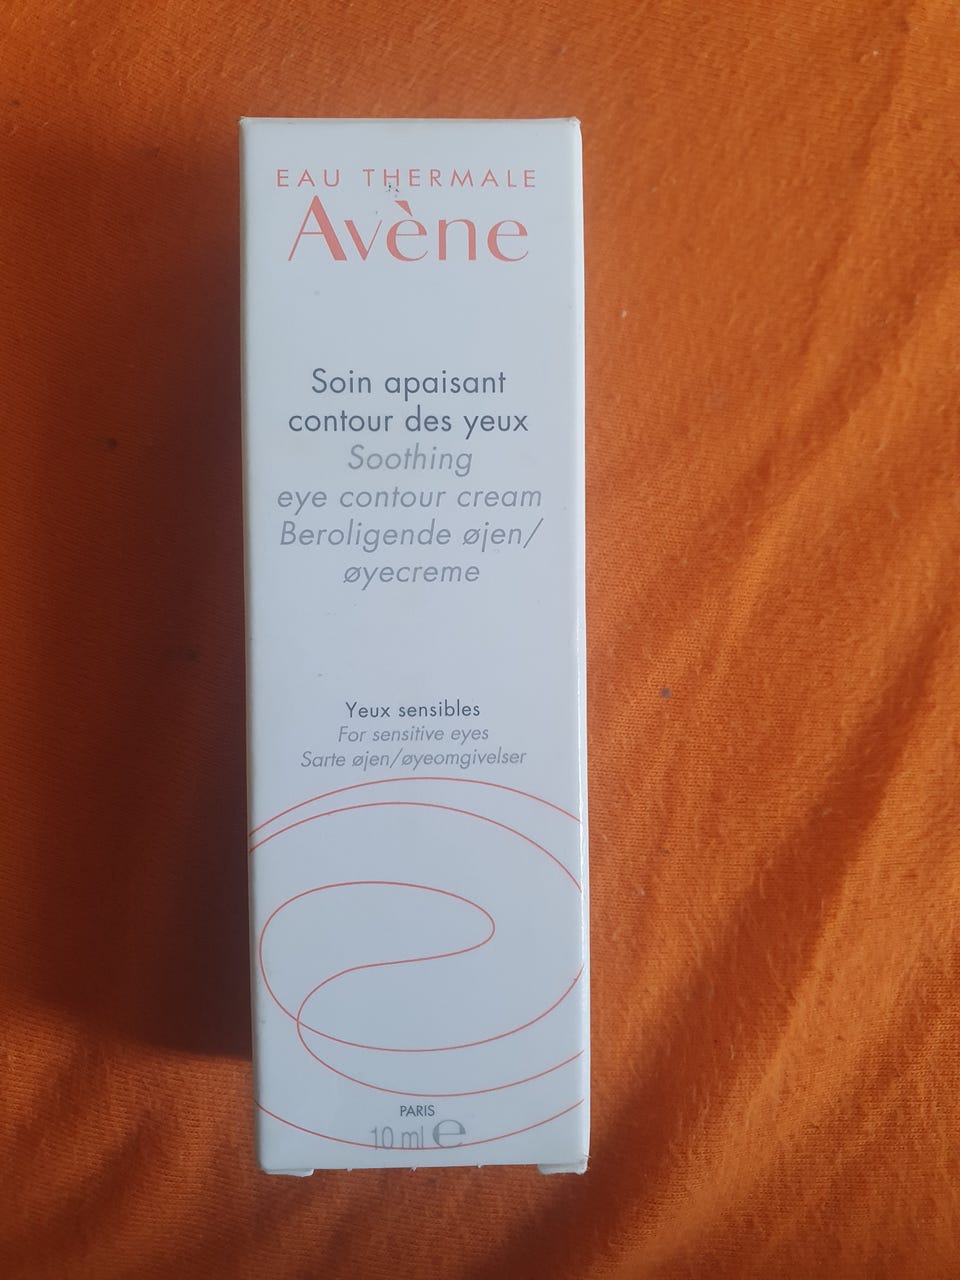 EAU THERMALE
Avène
Soin apaisant
contour des yeux
Soothing
eye contour cream
Beroligende øjen/
øyecreme
Yeux sensibles
For sensitive eyes
Sarte øjen/øyeomgivelser
PARIS
10 ml ℮